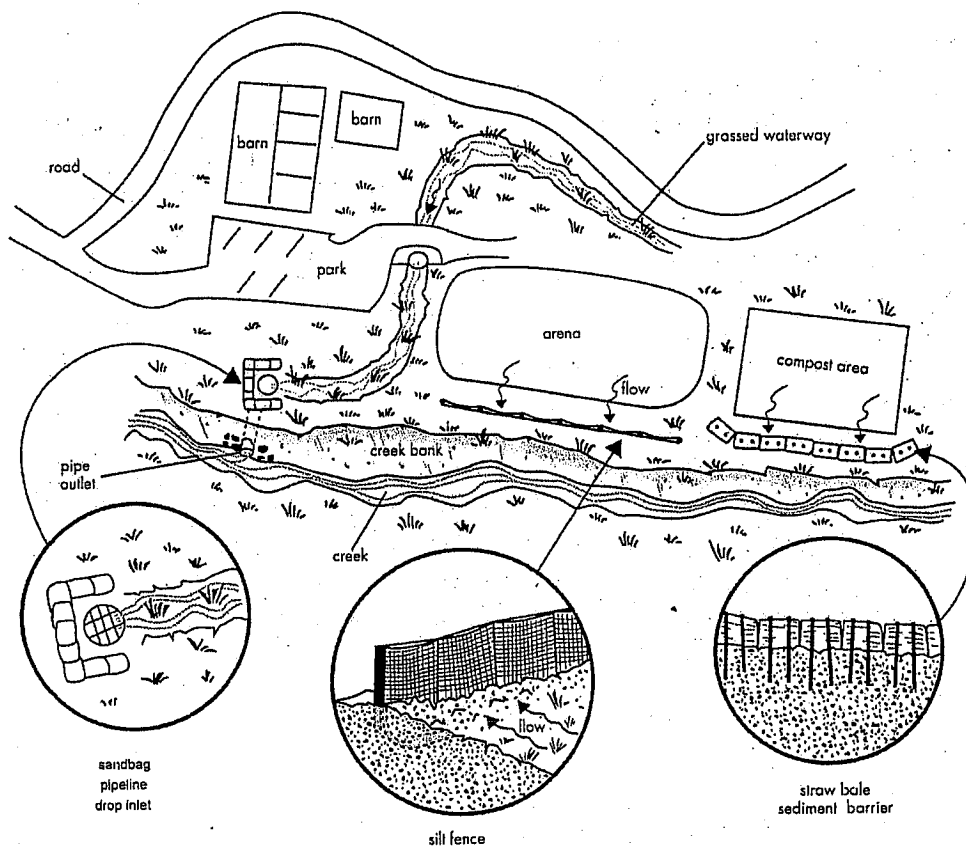 barn
barn
road
grassed waterway
park
arena
compost area
flow
creek bank
pipe
outlet
creek
flow
sandbag
pipeline
drop inlet
silt fence
straw bale
sediment barrier